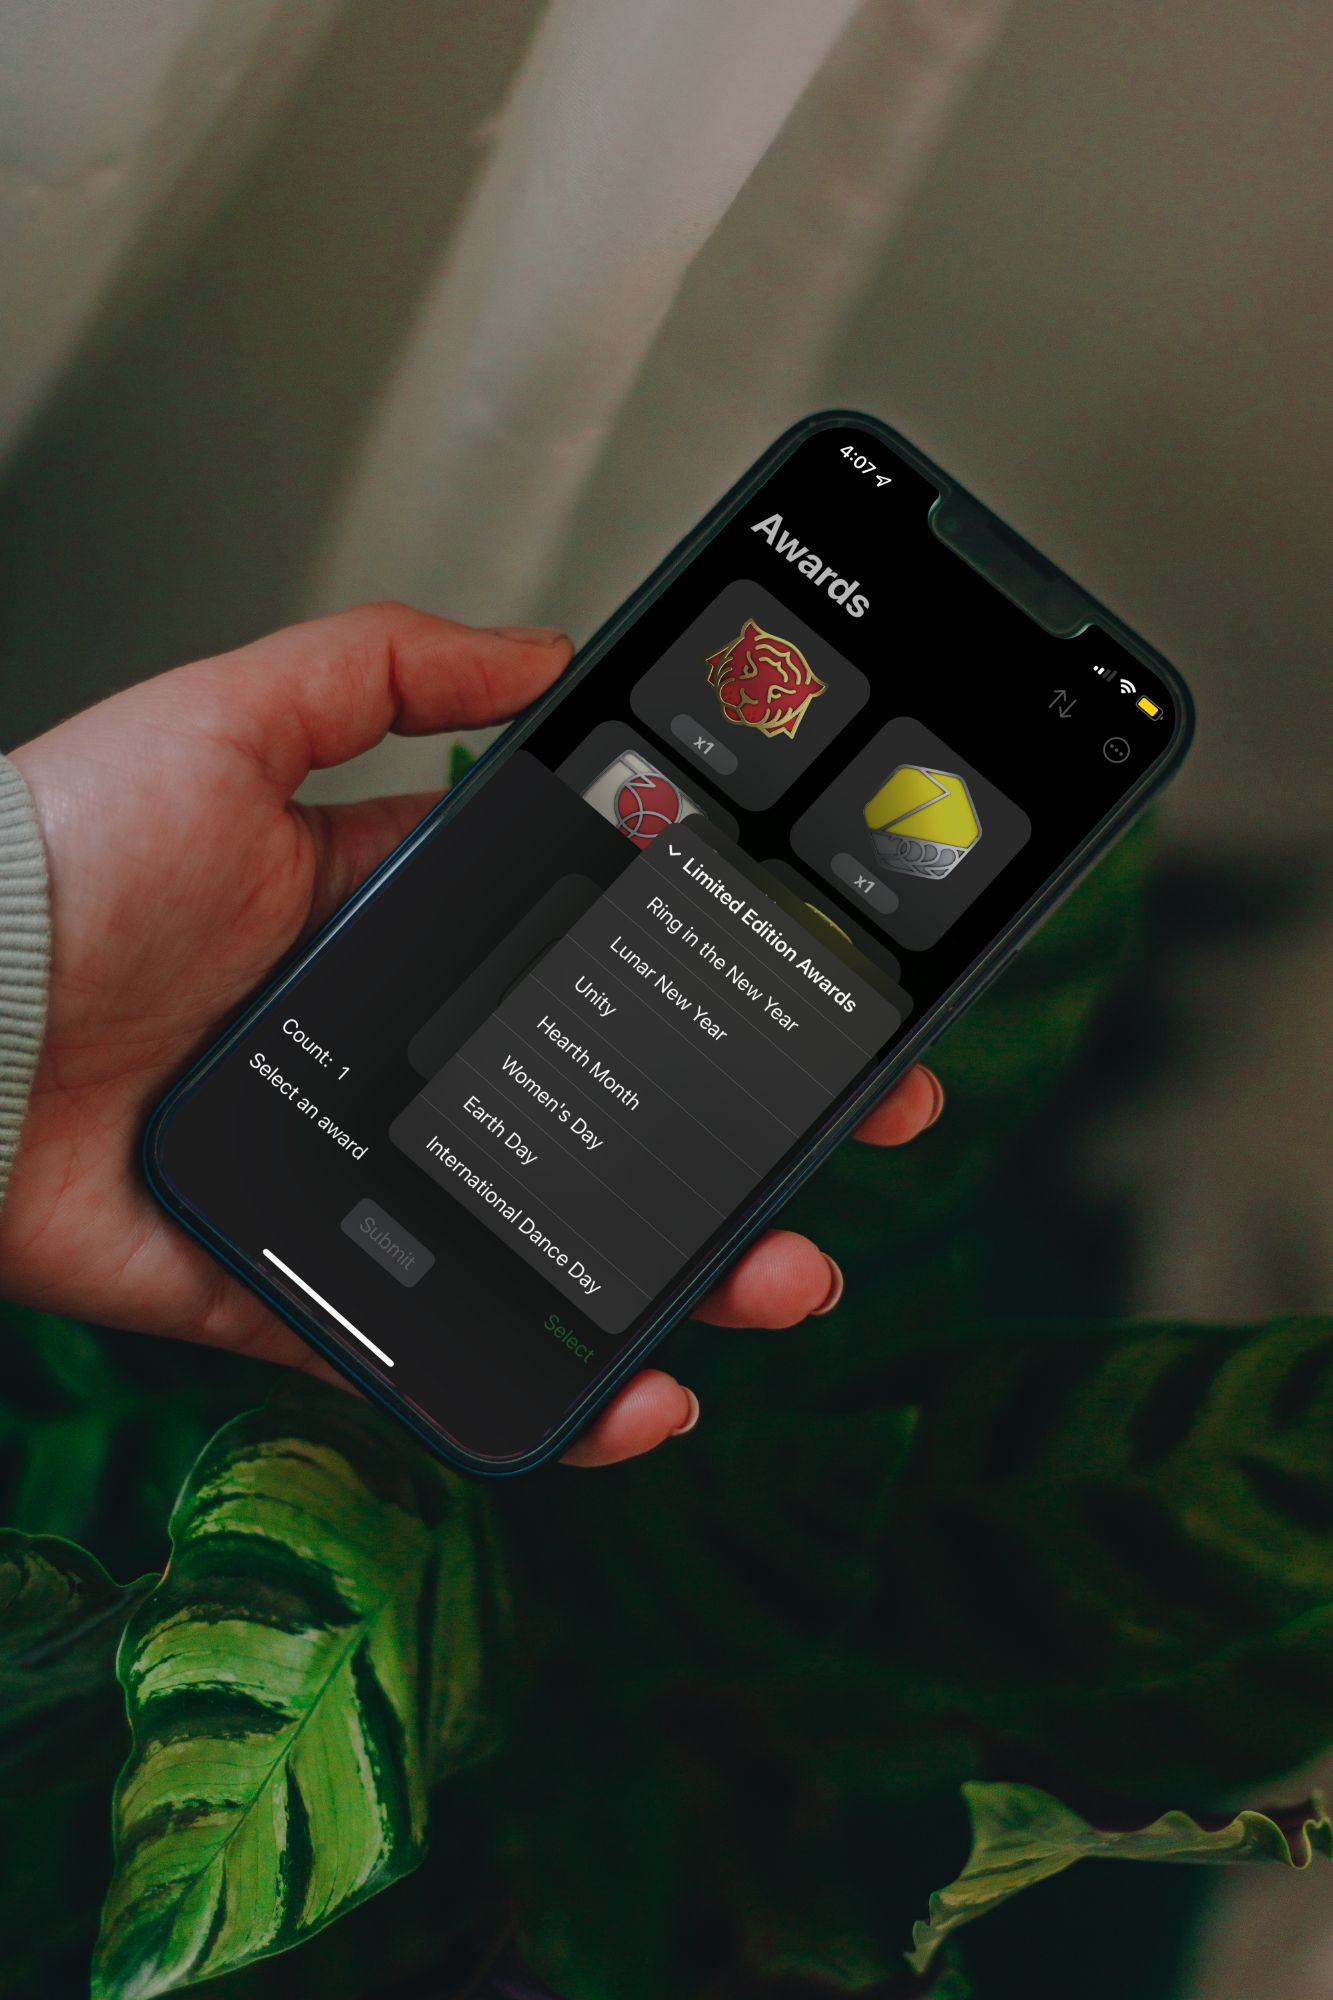 4:07
Awards
x1
x1
Limited Edition Awards
Ring in the New Year
Lunar New Year
Unity
Hearth Month
Women's Day
Earth Day
International Dance Day
Count: 1
Select an award
Select
Submit